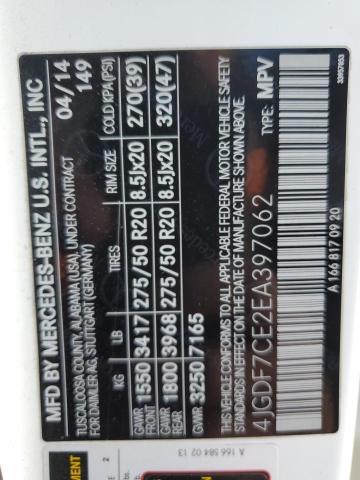 MFD BY MERCEDES-BENZ U.S. INTL., INC
TUSCALOOSA COUNTY, ALABAMA (USA), UNDER CONTRACT 04/14
FOR DAIMLER AG, STUTTGART (GERMANY) 149
KG LB TIRES RIM SIZE COLD KPA(PSI)
GAWR FRONT 1550 3417 275/50 R20 8.5Jx20 270(39)
GAWR REAR 1800 3968 275/50 R20 8.5Jx20 320(47)
GVWR 3250 7165
THIS VEHICLE CONFORMS TO ALL APPLICABLE FEDERAL MOTOR VEHICLE SAFETY
STANDARDS IN EFFECT ON THE DATE OF MANUFACTURE SHOWN ABOVE.
4JGDF7CE2EA397062 TYPE: MPV
A 166 817 09 20
33957053
A 166 584 02 13
2